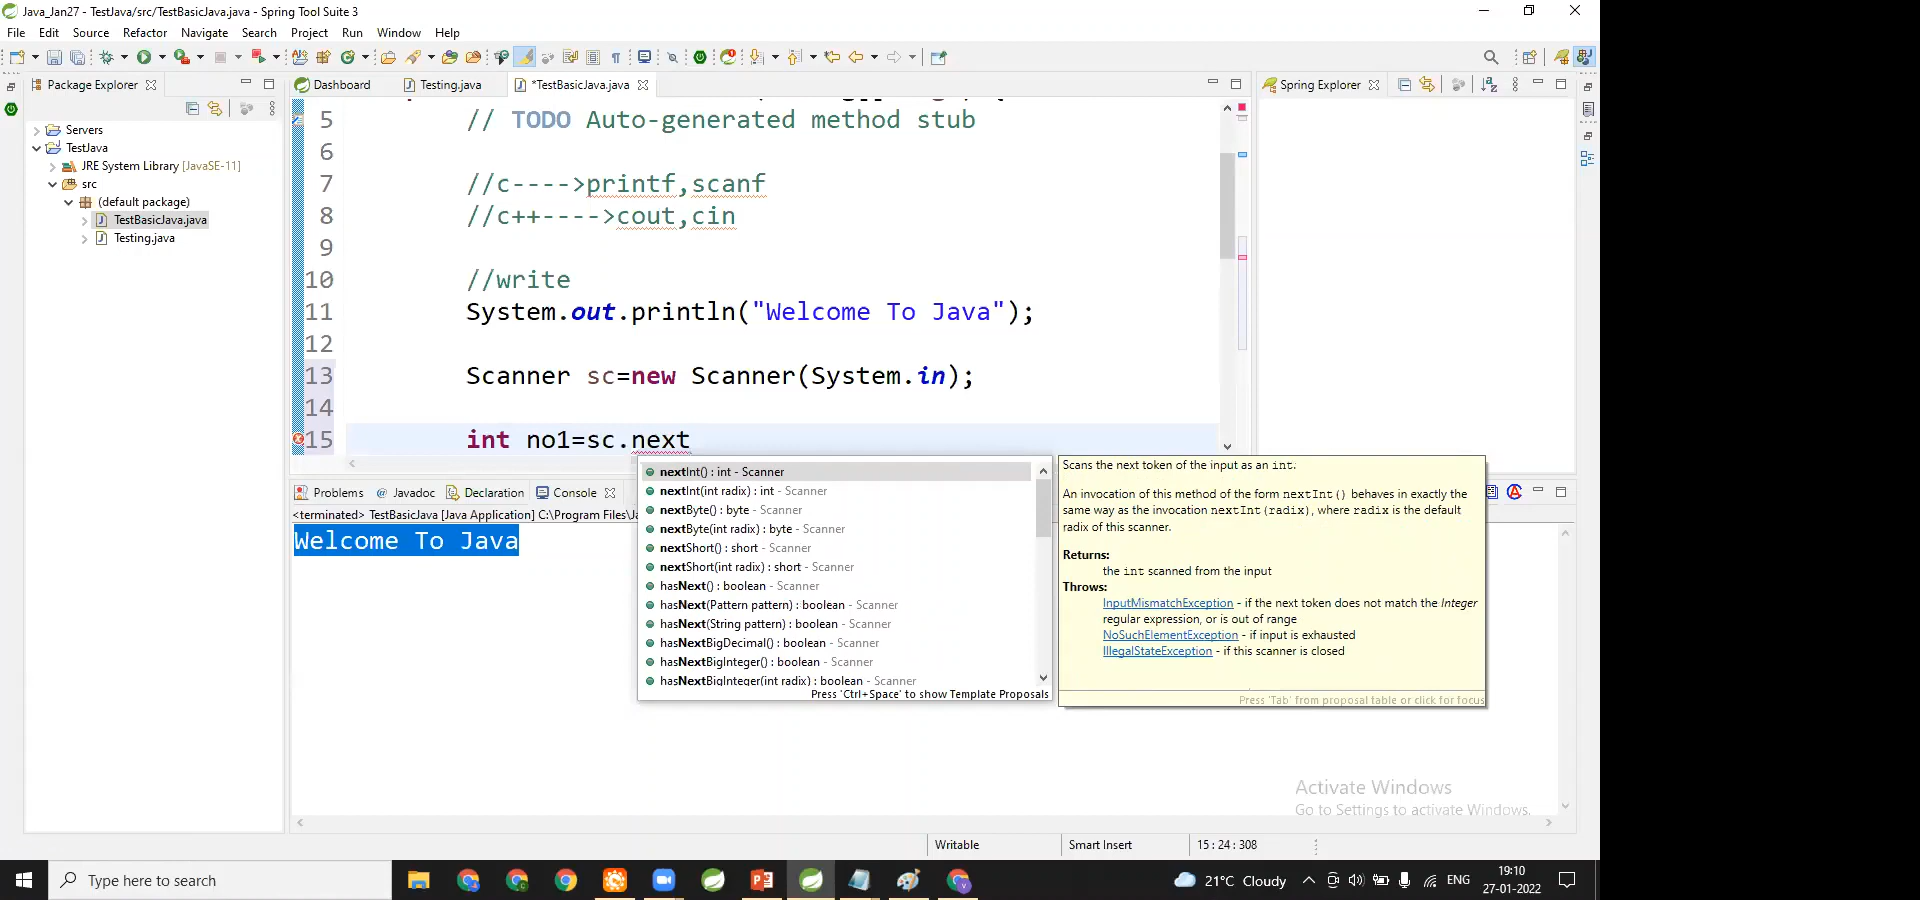 Java_Jan27 - TestJava/src/TestBasicJava.java - Spring Tool Suite 3
File Edit Source Refactor Navigate Search Project Run Window Help
Package Explorer
Dashboard Testing.java *TestBasicJava.java
Spring Explorer
Servers
TestJava
JRE System Library [JavaSE-11]
src
(default package)
TestBasicJava.java
Testing.java
5 // TODO Auto-generated method stub
6
7 //c---->printf,scanf
8 //c++---->cout,cin
9
10 //write
11 System.out.println("Welcome To Java");
12
13 Scanner sc=new Scanner(System.in);
14
15 int no1=sc.next
nextInt() : int - Scanner
nextInt(int radix) : int - Scanner
nextByte() : byte - Scanner
nextByte(int radix) : byte - Scanner
nextShort() : short - Scanner
nextShort(int radix) : short - Scanner
hasNext() : boolean - Scanner
hasNext(Pattern pattern) : boolean - Scanner
hasNext(String pattern) : boolean - Scanner
hasNextBigDecimal() : boolean - Scanner
hasNextBigInteger() : boolean - Scanner
hasNextBigInteger(int radix) : boolean - Scanner
Press 'Ctrl+Space' to show Template Proposals
Scans the next token of the input as an int.
An invocation of this method of the form nextInt() behaves in exactly the
same way as the invocation nextInt(radix), where radix is the default
radix of this scanner.
Returns:
the int scanned from the input
Throws:
InputMismatchException - if the next token does not match the Integer
regular expression, or is out of range
NoSuchElementException - if input is exhausted
IllegalStateException - if this scanner is closed
Press 'Tab' from proposal table or click for focus
Problems @ Javadoc Declaration Console
<terminated> TestBasicJava [Java Application] C:\Program Files\Ja
Welcome To Java
Activate Windows
Go to Settings to activate Windows.
Writable Smart Insert 15 : 24 : 308
Type here to search
21°C Cloudy
ENG
19:10
27-01-2022